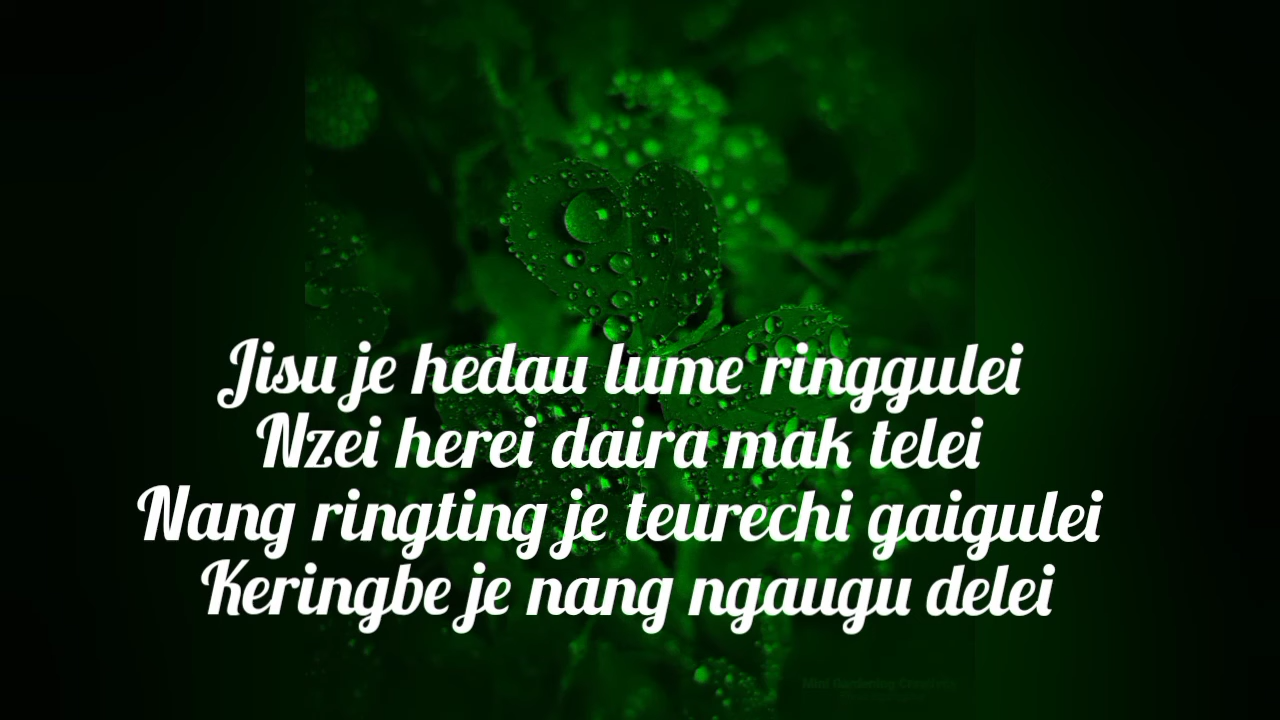 Jisu je hedau lume ringgulei
Nzei herei daira mak telei
Nang ringting je teurechi gaigulei
Keringbe je nang ngaugu delei